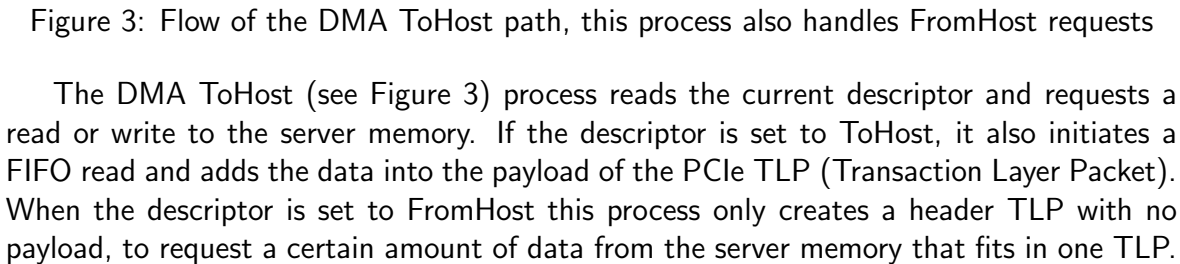 Figure 3: Flow of the DMA ToHost path, this process also handles FromHost requests
The DMA ToHost (see Figure 3) process reads the current descriptor and requests a
read or write to the server memory. If the descriptor is set to ToHost, it also initiates a
FIFO read and adds the data into the payload of the PCIe TLP (Transaction Layer Packet).
When the descriptor is set to FromHost this process only creates a header TLP with no
payload, to request a certain amount of data from the server memory that fits in one TLP.